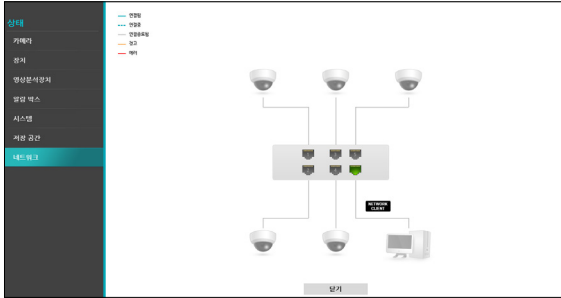 상태
카메라
장치
영상분석장치
알람 박스
시스템
저장 공간
네트워크
연결됨
연결중
연결종료됨
경고
에러
NETWORK
CLIENT
닫기